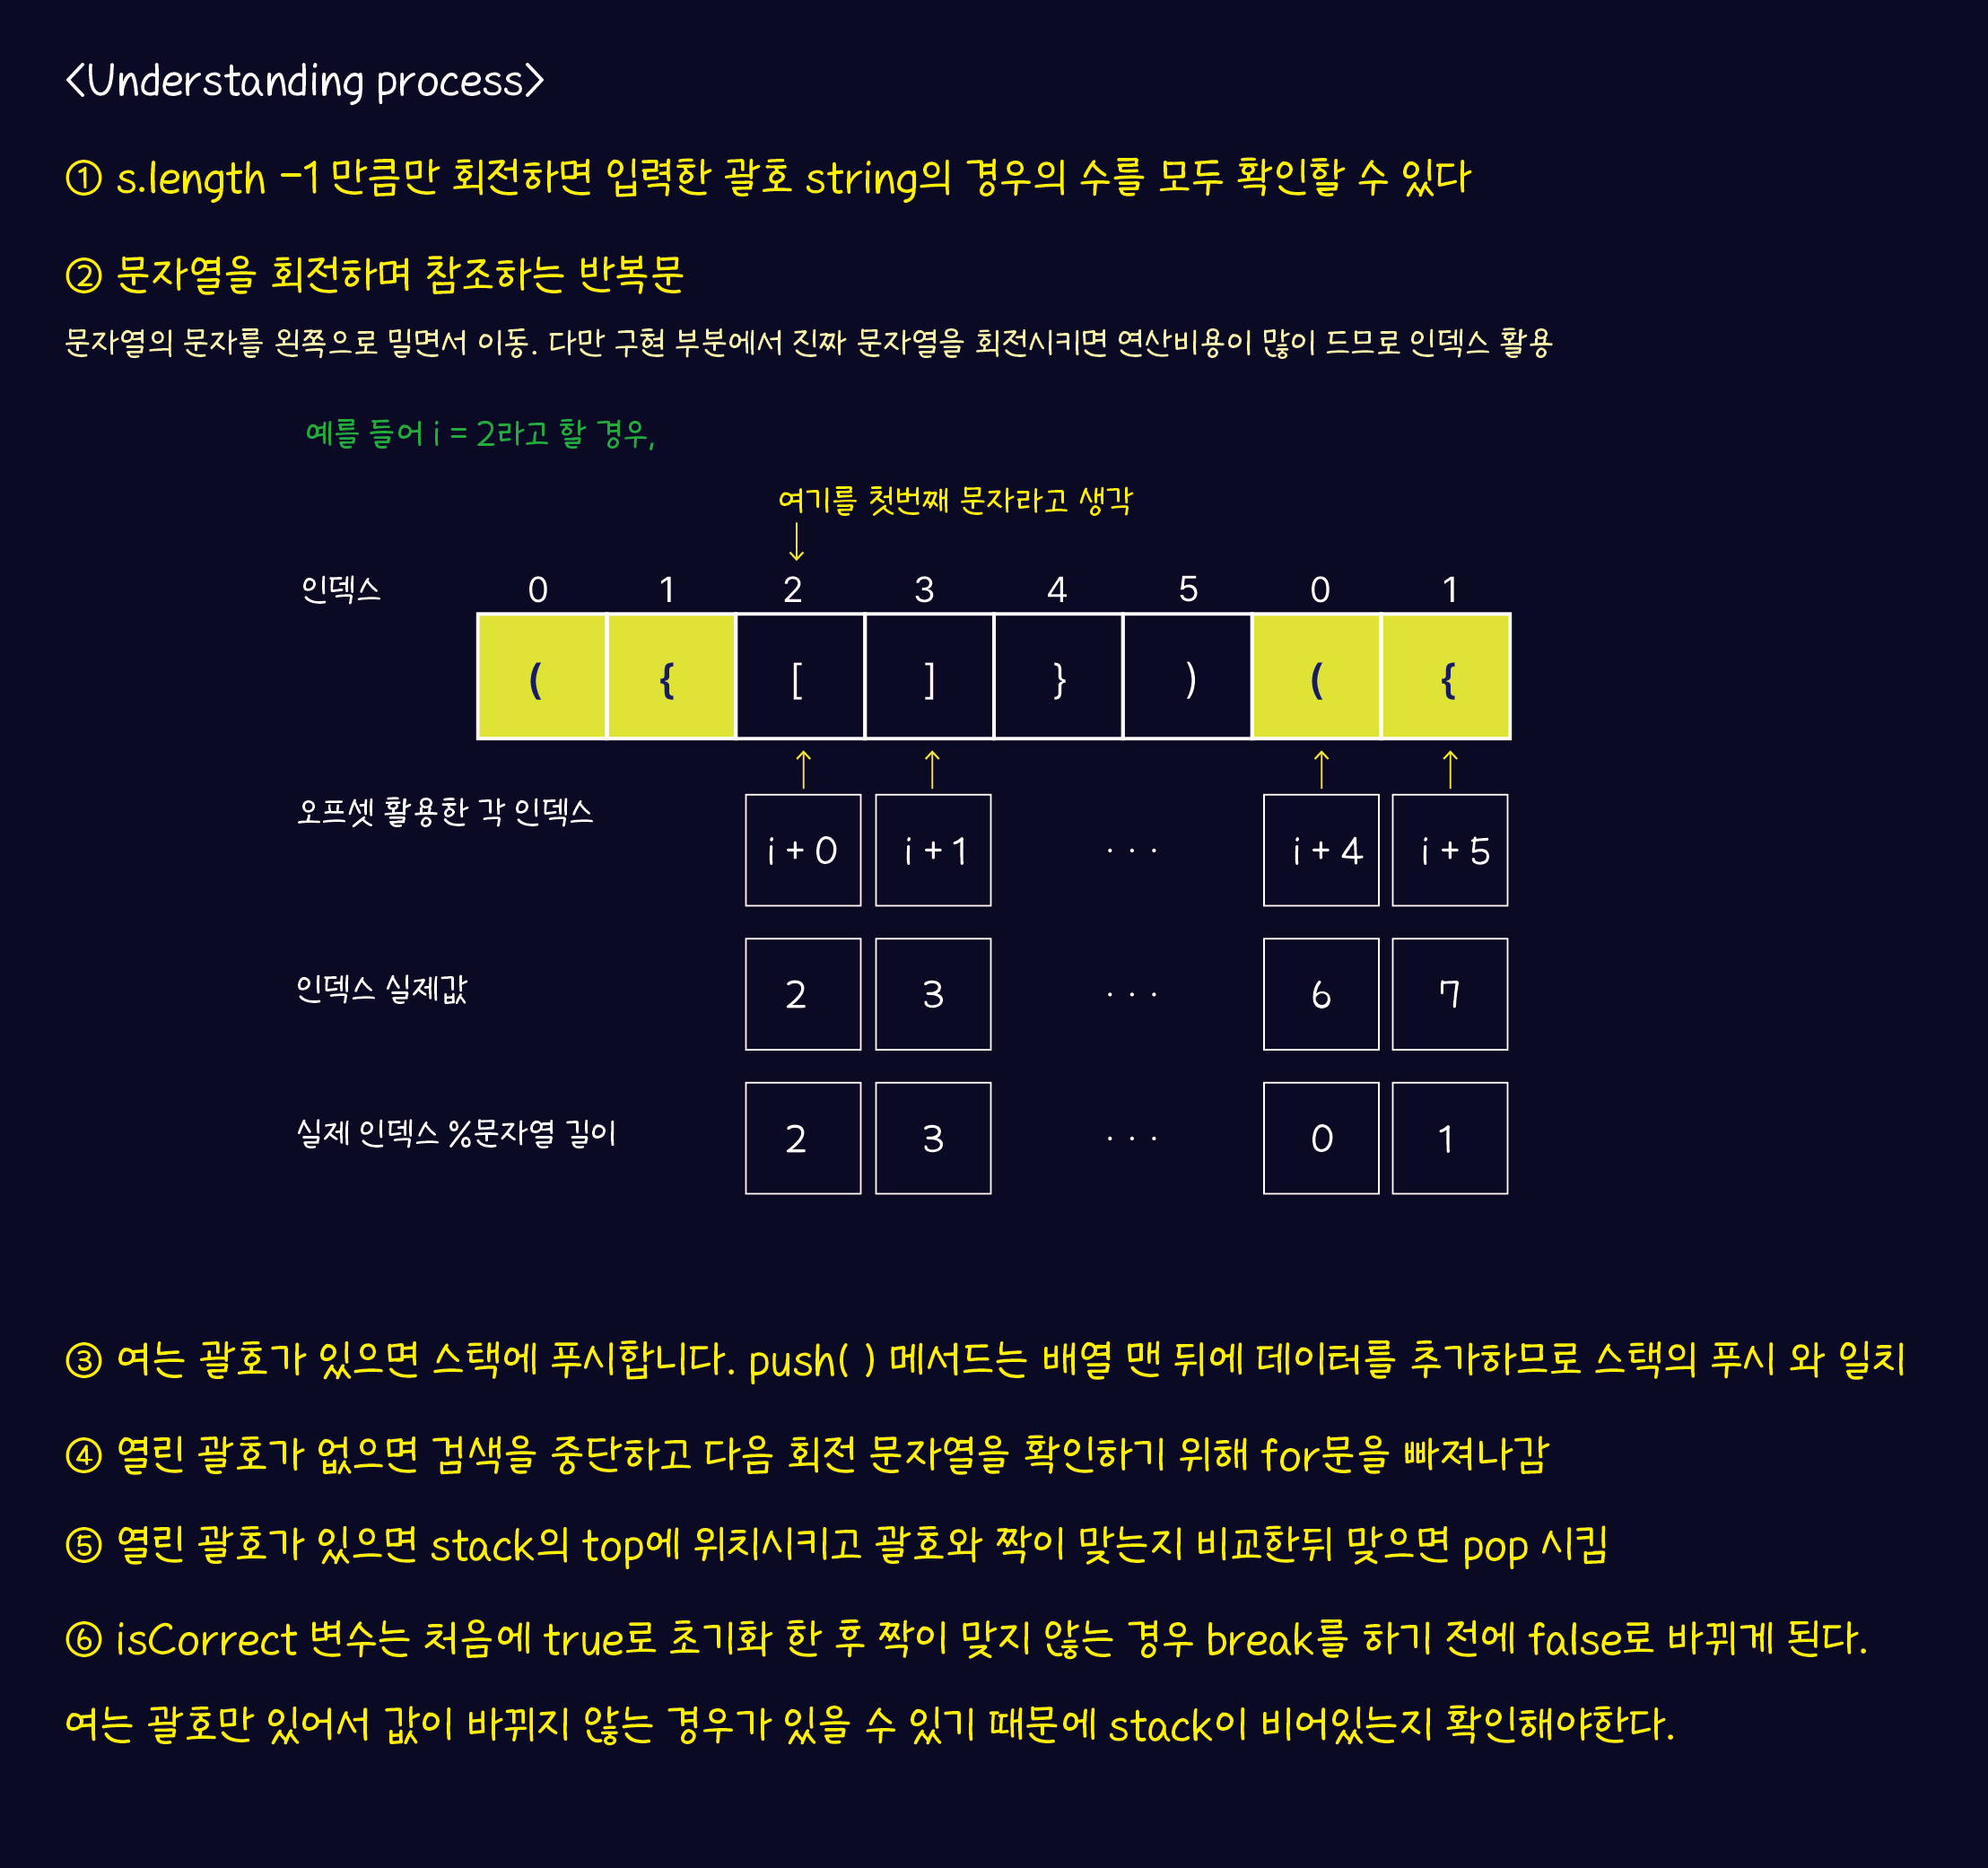 <Understanding process>
① s.length -1 만큼만 회전하면 입력한 괄호 string의 경우의 수를 모두 확인할 수 있다
② 문자열을 회전하며 참조하는 반복문
문자열의 문자를 왼쪽으로 밀면서 이동. 다만 구현 부분에서 진짜 문자열을 회전시키면 연산비용이 많이 드므로 인덱스 활용
예를 들어 i = 2라고 할 경우,
여기를 첫번째 문자라고 생각
↓
인덱스 0 1 2 3 4 5 0 1
( { [ ] } ) ( {
↑ ↑ ↑ ↑
오프셋 활용한 각 인덱스 i + 0 i + 1 · · · i + 4 i + 5
인덱스 실제값 2 3 · · · 6 7
실제 인덱스 %문자열 길이 2 3 · · · 0 1
③ 여는 괄호가 있으면 스택에 푸시합니다. push( ) 메서드는 배열 맨 뒤에 데이터를 추가하므로 스택의 푸시 와 일치
④ 열린 괄호가 없으면 검색을 중단하고 다음 회전 문자열을 확인하기 위해 for문을 빠져나감
⑤ 열린 괄호가 있으면 stack의 top에 위치시키고 괄호와 짝이 맞는지 비교한뒤 맞으면 pop 시킴
⑥ isCorrect 변수는 처음에 true로 초기화 한 후 짝이 맞지 않는 경우 break를 하기 전에 false로 바뀌게 된다.
여는 괄호만 있어서 값이 바뀌지 않는 경우가 있을 수 있기 때문에 stack이 비어있는지 확인해야한다.